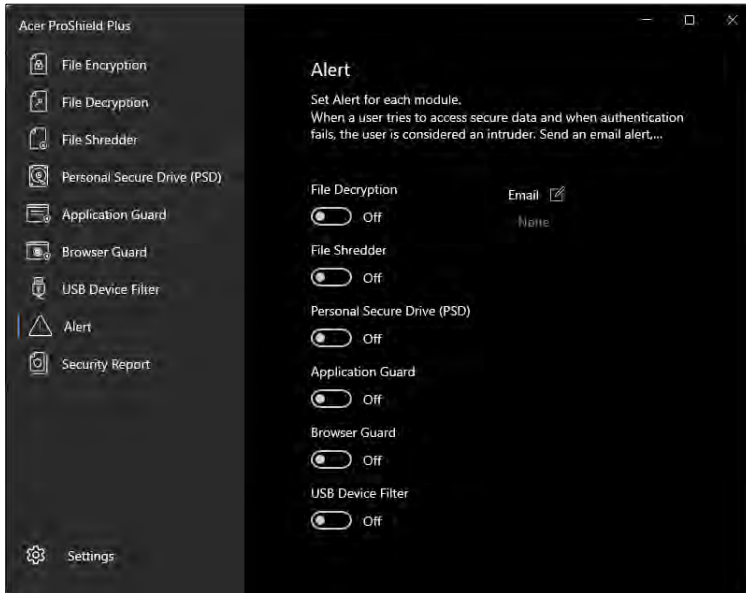 Acer ProShield Plus
File Encryption
File Decryption
File Shredder
Personal Secure Drive (PSD)
Application Guard
Browser Guard
USB Device Filter
Alert
Security Report
Settings
Alert
Set Alert for each module.
When a user tries to access secure data and when authentication
fails, the user is considered an intruder. Send an email alert,...
File Decryption
Off
Email
None
File Shredder
Off
Personal Secure Drive (PSD)
Off
Application Guard
Off
Browser Guard
Off
USB Device Filter
Off